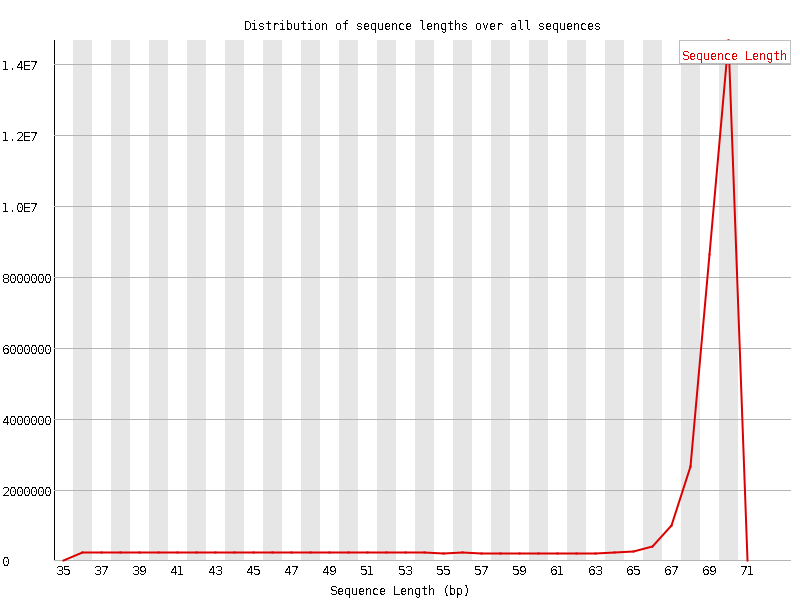 Distribution of sequence lengths over all sequences
Sequence Length
1.4E7
1.2E7
1.0E7
8000000
6000000
4000000
2000000
0
35 37 39 41 43 45 47 49 51 53 55 57 59 61 63 65 67 69 71
Sequence Length (bp)